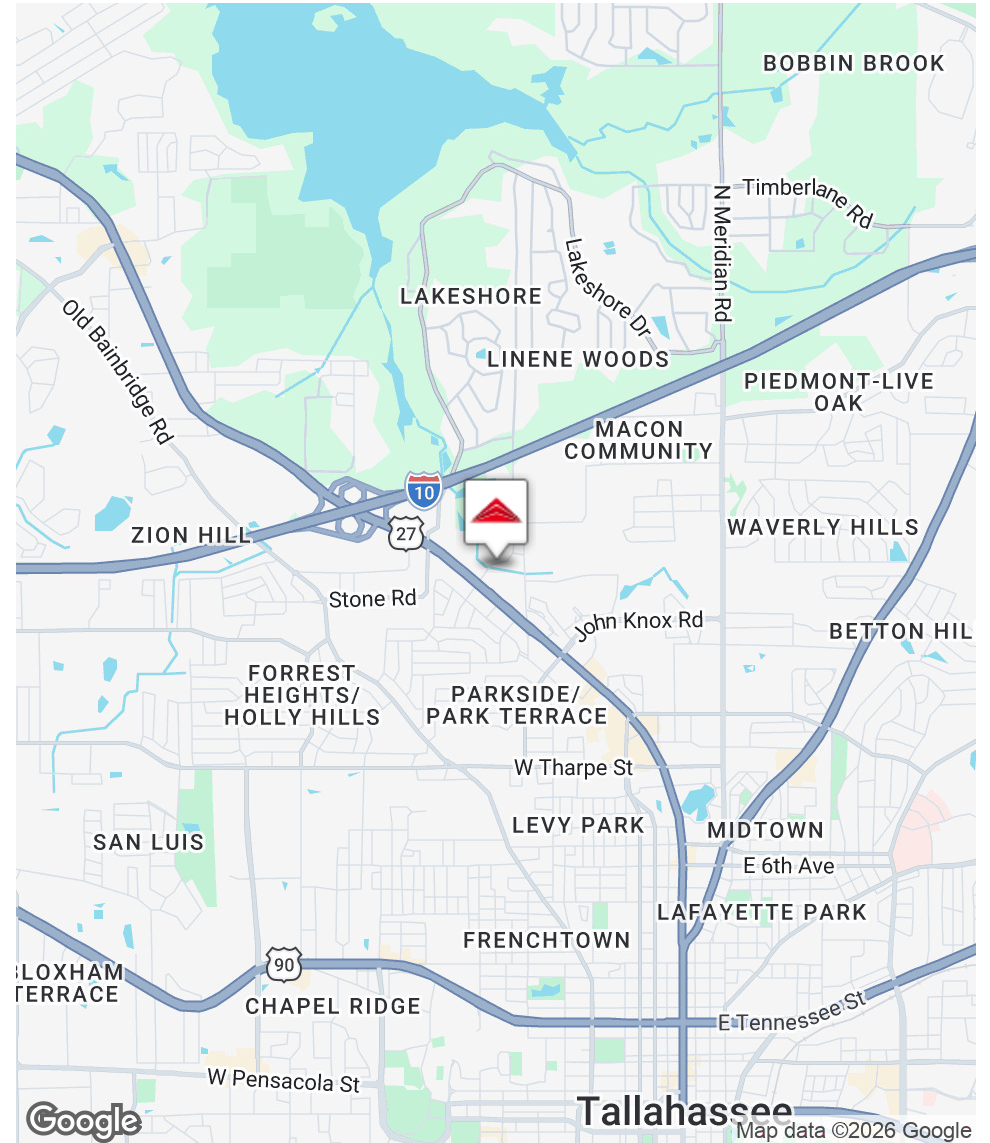 BOBBIN BROOK
Timberlane Rd
N Meridian Rd
Lakeshore Dr
LAKESHORE
Old Bainbridge Rd
LINENE WOODS
PIEDMONT-LIVE
OAK
MACON
COMMUNITY
10
ZION HILL
27
WAVERLY HILLS
Stone Rd
John Knox Rd
BETTON HIL
FORREST
HEIGHTS/
HOLLY HILLS
PARKSIDE/
PARK TERRACE
W Tharpe St
LEVY PARK
MIDTOWN
SAN LUIS
E 6th Ave
LAFAYETTE PARK
FRENCHTOWN
90
BLOXHAM
TERRACE
CHAPEL RIDGE
E Tennessee St
W Pensacola St
Tallahassee
Google
Map data ©2026 Google